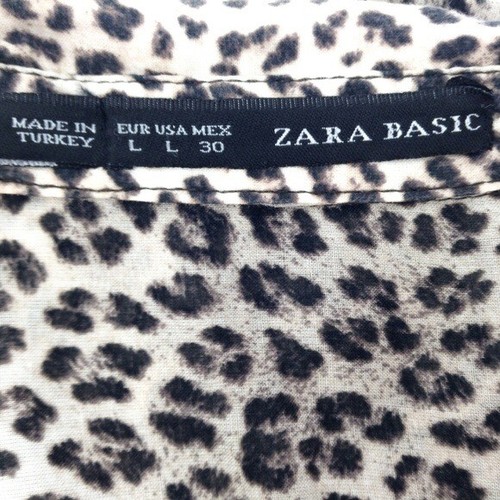 MADE IN
TURKEY
EUR USA MEX
L L 30
ZARA BASIC